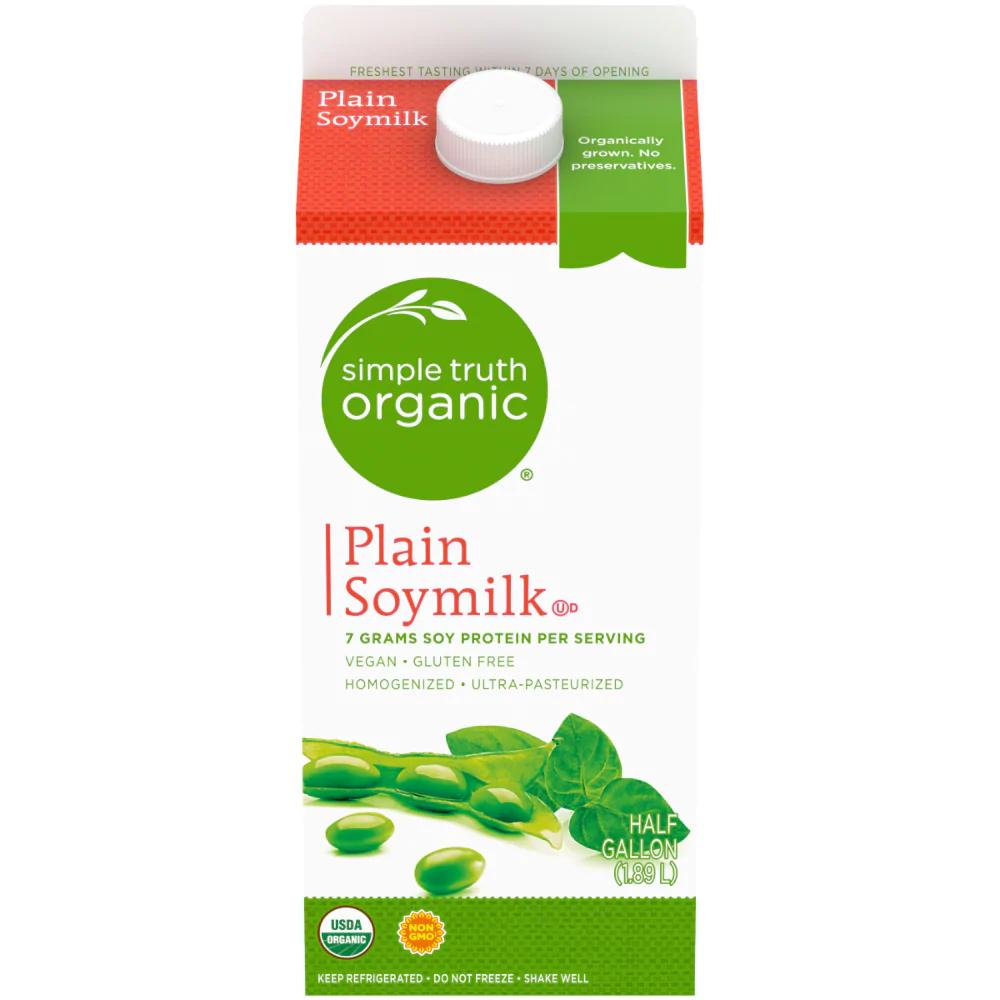 FRESHEST TASTING WITHIN 7 DAYS OF OPENING
Plain
Soymilk
Organically
grown. No
preservatives.
simple truth
organic
®
Plain
Soymilk ⓊD
7 GRAMS SOY PROTEIN PER SERVING
VEGAN • GLUTEN FREE
HOMOGENIZED • ULTRA-PASTEURIZED
HALF
GALLON
(1.89 L)
USDA
ORGANIC
NON
GMO
KEEP REFRIGERATED • DO NOT FREEZE • SHAKE WELL